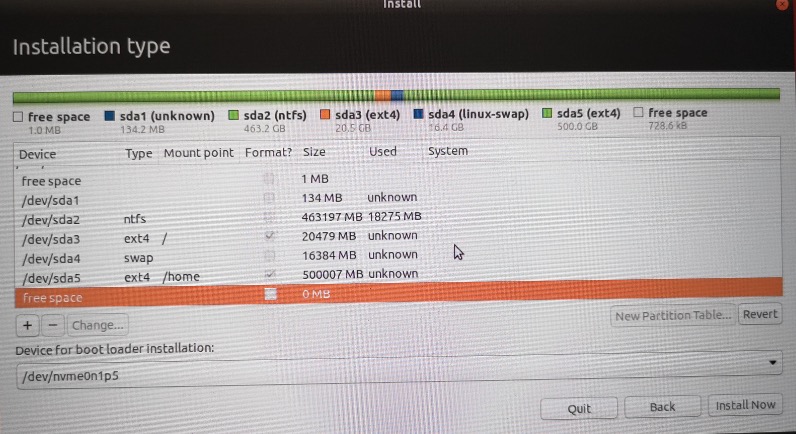 Install
Installation type
free space sda1 (unknown) sda2 (ntfs) sda3 (ext4) sda4 (linux-swap) sda5 (ext4) free space
1.0 MB 134.2 MB 463.2 GB 20.5 GB 16.4 GB 500.0 GB 728.6 kB
Device Type Mount point Format? Size Used System
free space 1 MB
/dev/sda1 134 MB unknown
/dev/sda2 ntfs 463197 MB 18275 MB
/dev/sda3 ext4 / 20479 MB unknown
/dev/sda4 swap 16384 MB unknown
/dev/sda5 ext4 /home 500007 MB unknown
free space 0 MB
+ − Change... New Partition Table... Revert
Device for boot loader installation:
/dev/nvme0n1p5
Quit Back Install Now